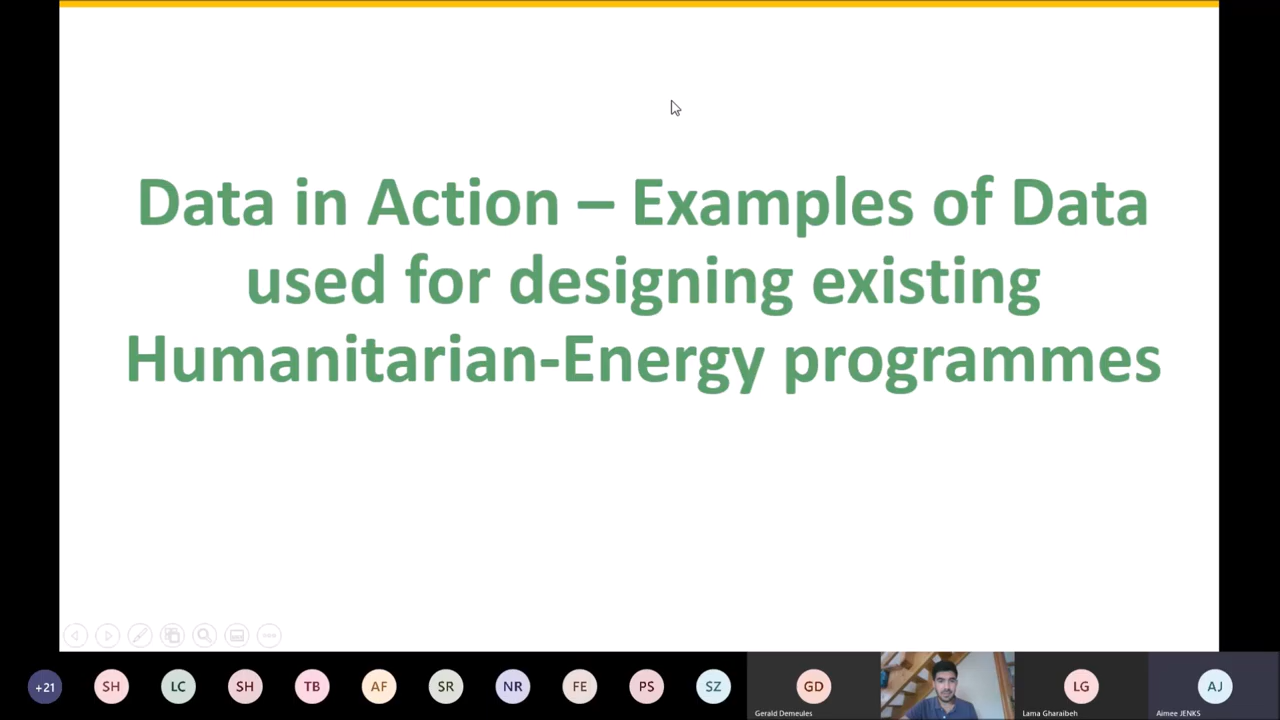 Data in Action – Examples of Data
used for designing existing
Humanitarian-Energy programmes
+21
SH
LC
SH
TB
AF
SR
NR
FE
PS
SZ
GD
Gerald Demeules
LG
Lama Gharaibeh
AJ
Aimee JENKS